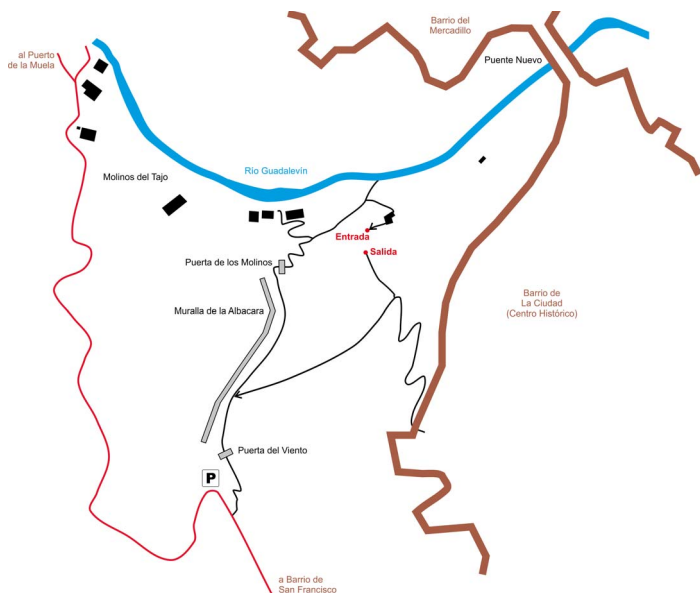 Barrio del
Mercadillo
al Puerto
de la Muela
Puente Nuevo
Río Guadalevín
Molinos del Tajo
Entrada
Salida
Puerta de los Molinos
Muralla de la Albacara
Barrio de
La Ciudad
(Centro Histórico)
Puerta del Viento
P
a Barrio de
San Francisco